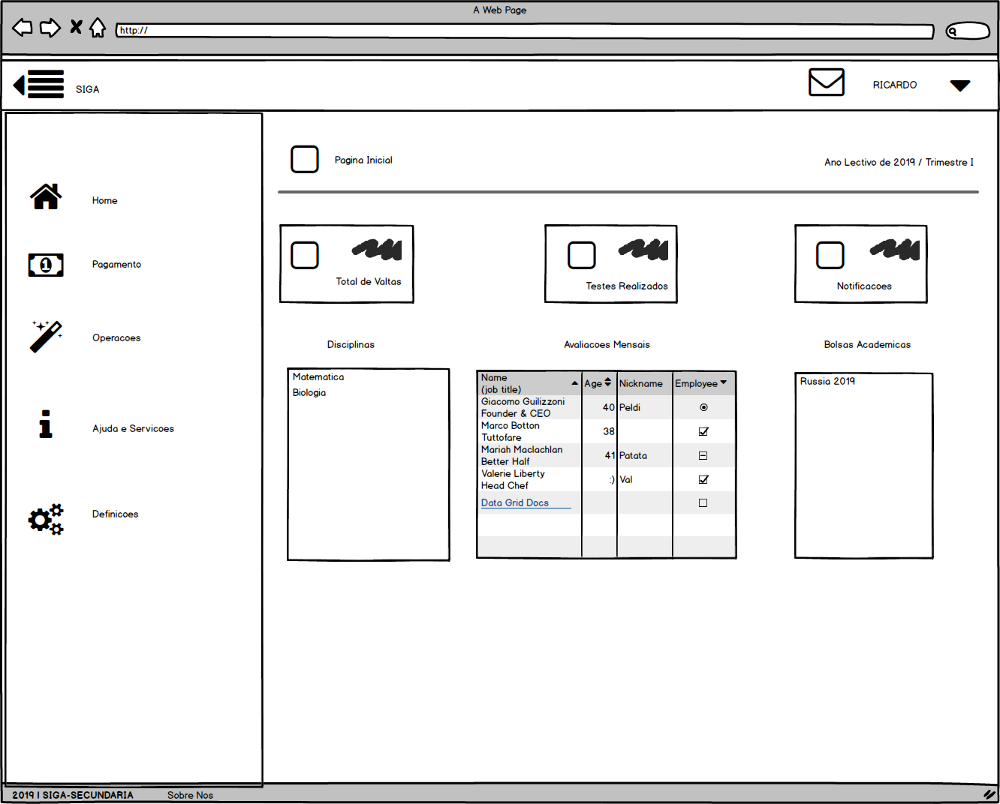 A Web Page
http://
SIGA
RICARDO
Home
Pagamento
Operacoes
Ajuda e Servicoes
Definicoes
Pagina Inicial
Ano Lectivo de 2019 / Trimestre I
Total de Valtas
Testes Realizados
Notificacoes
Disciplinas
Matematica
Biologia
Avaliacoes Mensais
Name
(job title)
Age
Nickname
Employee
Giacomo Guilizzoni
Founder & CEO
40
Peldi
Marco Botton
Tuttofare
38
Mariah Maclachlan
Better Half
41
Patata
Valerie Liberty
Head Chef
:)
Val
Data Grid Docs
Bolsas Academicas
Russia 2019
2019 | SIGA-SECUNDARIA
Sobre Nos